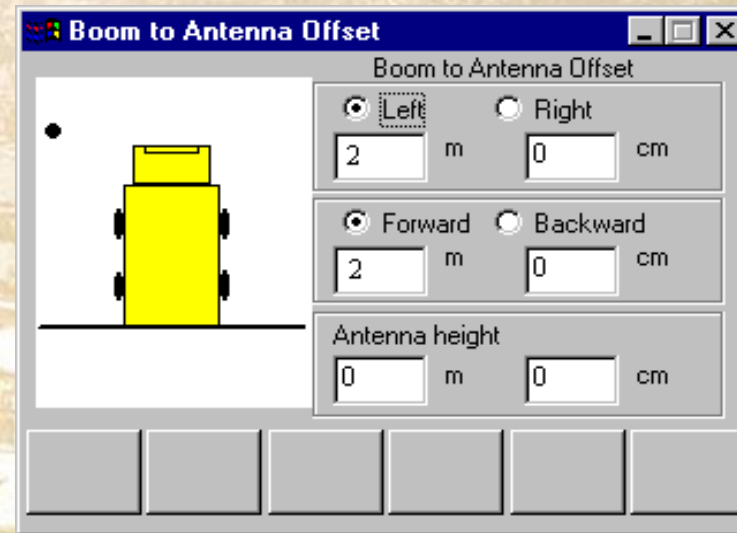 Boom to Antenna Offset
Boom to Antenna Offset
Left Right
2 m 0 cm
Forward Backward
2 m 0 cm
Antenna height
0 m 0 cm